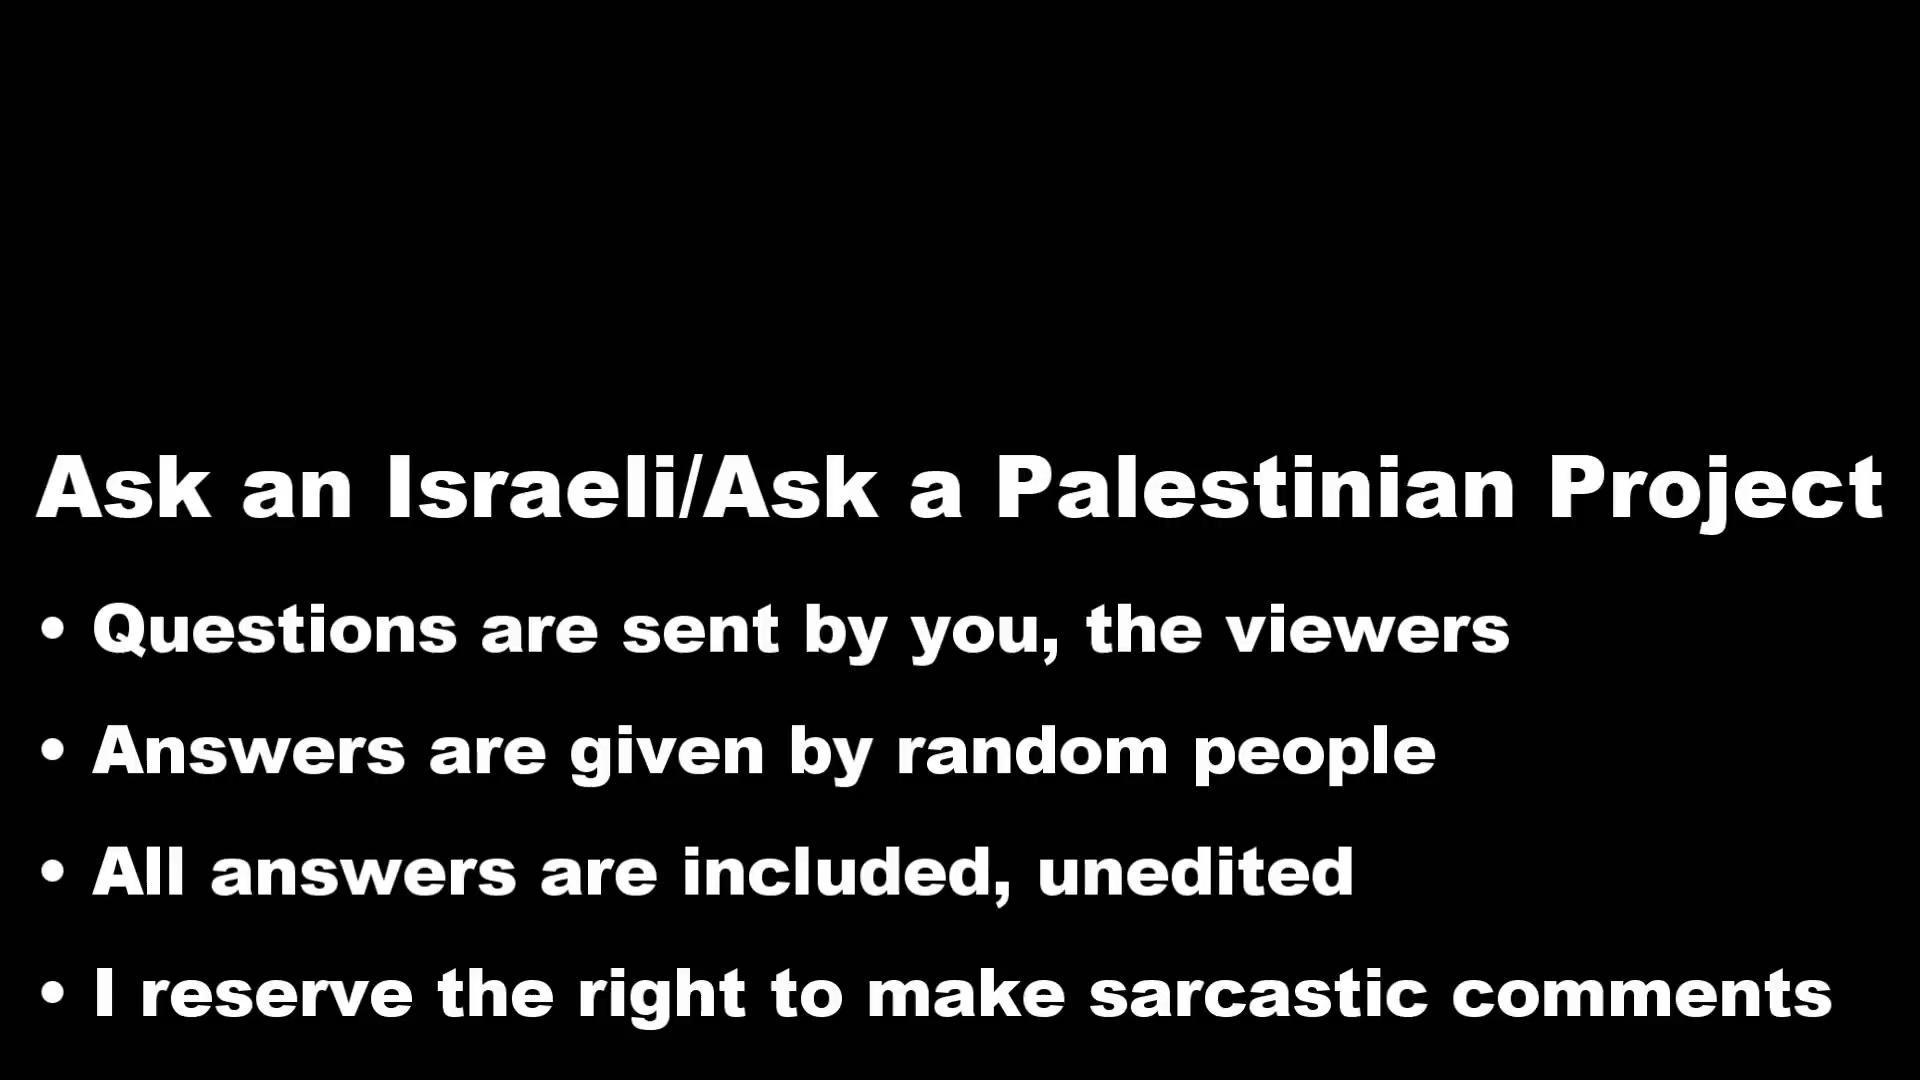 Ask an Israeli/Ask a Palestinian Project
• Questions are sent by you, the viewers
• Answers are given by random people
• All answers are included, unedited
• I reserve the right to make sarcastic comments